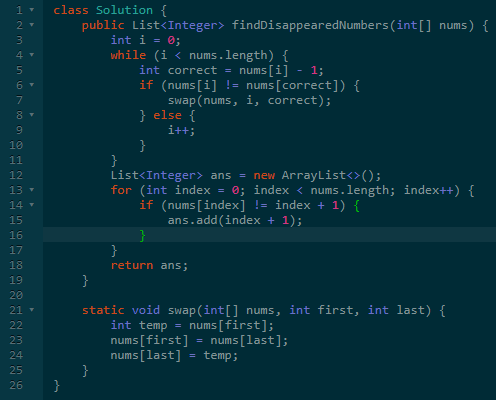 1 class Solution {
2     public List<Integer> findDisappearedNumbers(int[] nums) {
3         int i = 0;
4         while (i < nums.length) {
5             int correct = nums[i] - 1;
6             if (nums[i] != nums[correct]) {
7                 swap(nums, i, correct);
8             } else {
9                 i++;
10             }
11         }
12         List<Integer> ans = new ArrayList<>();
13         for (int index = 0; index < nums.length; index++) {
14             if (nums[index] != index + 1) {
15                 ans.add(index + 1);
16             }
17         }
18         return ans;
19     }
20
21     static void swap(int[] nums, int first, int last) {
22         int temp = nums[first];
23         nums[first] = nums[last];
24         nums[last] = temp;
25     }
26 }